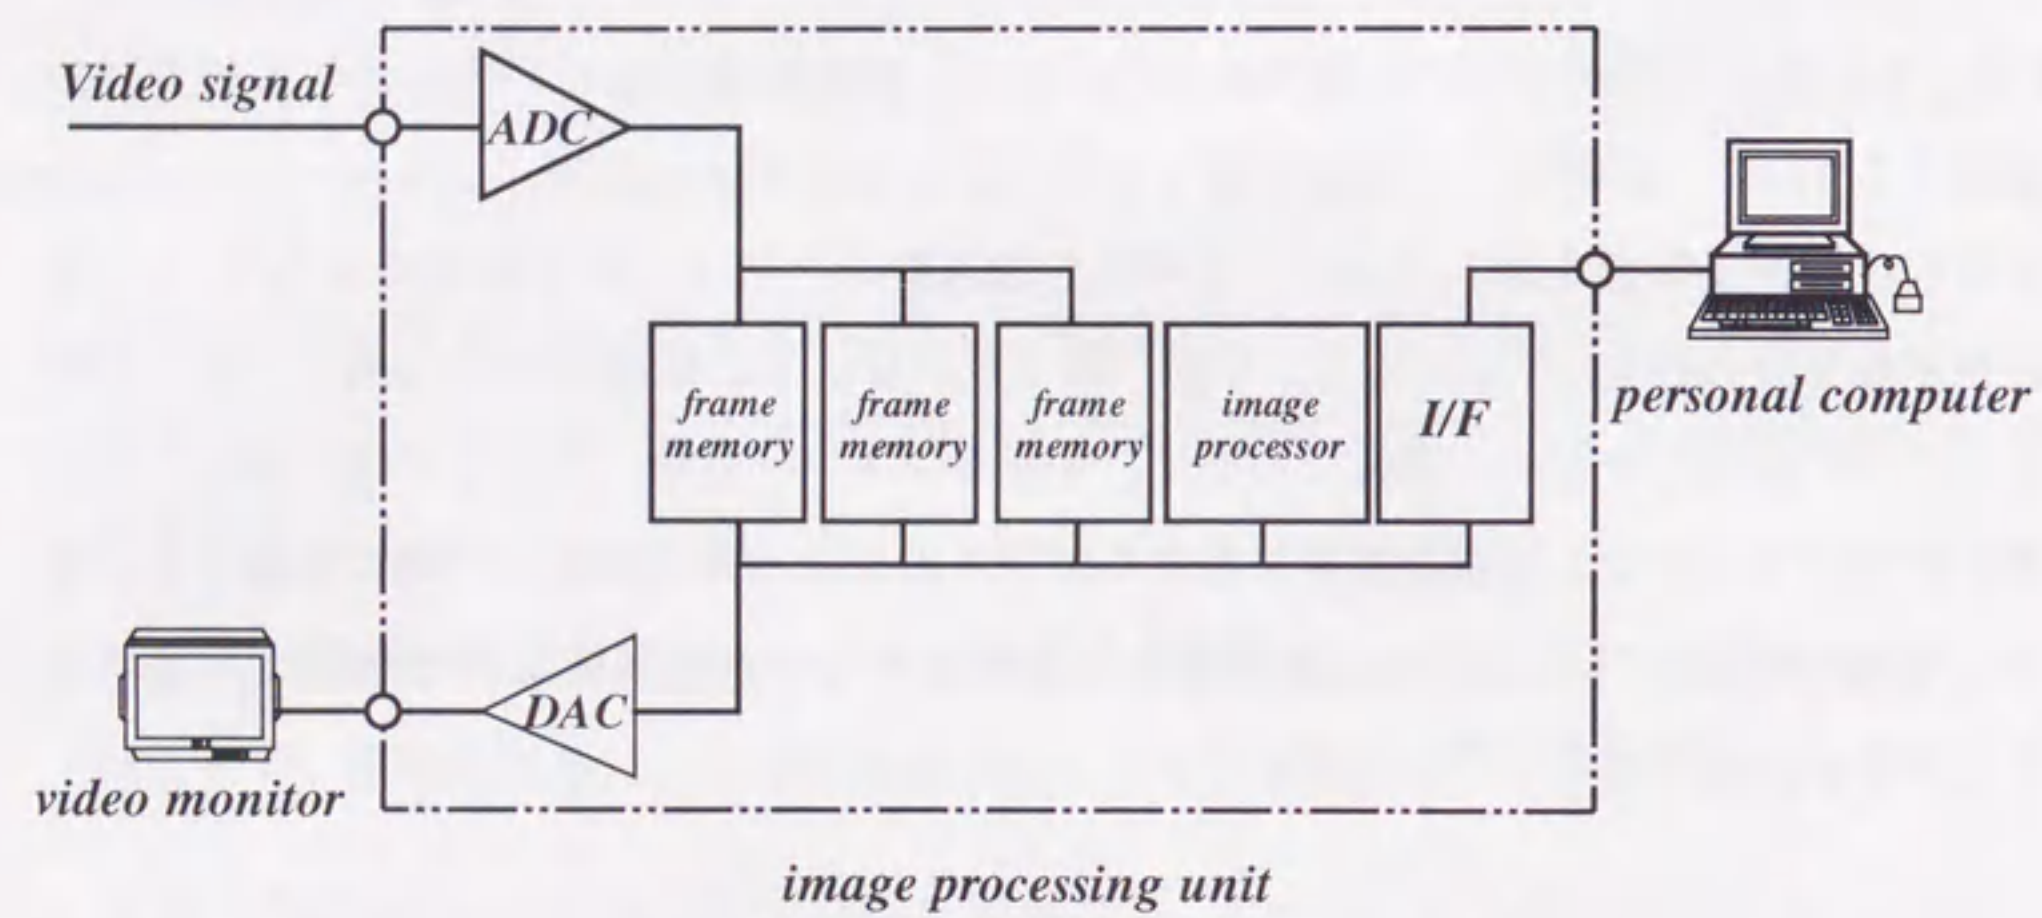 Video signal
ADC
frame
memory
frame
memory
frame
memory
image
processor
I/F
personal computer
DAC
video monitor
image processing unit